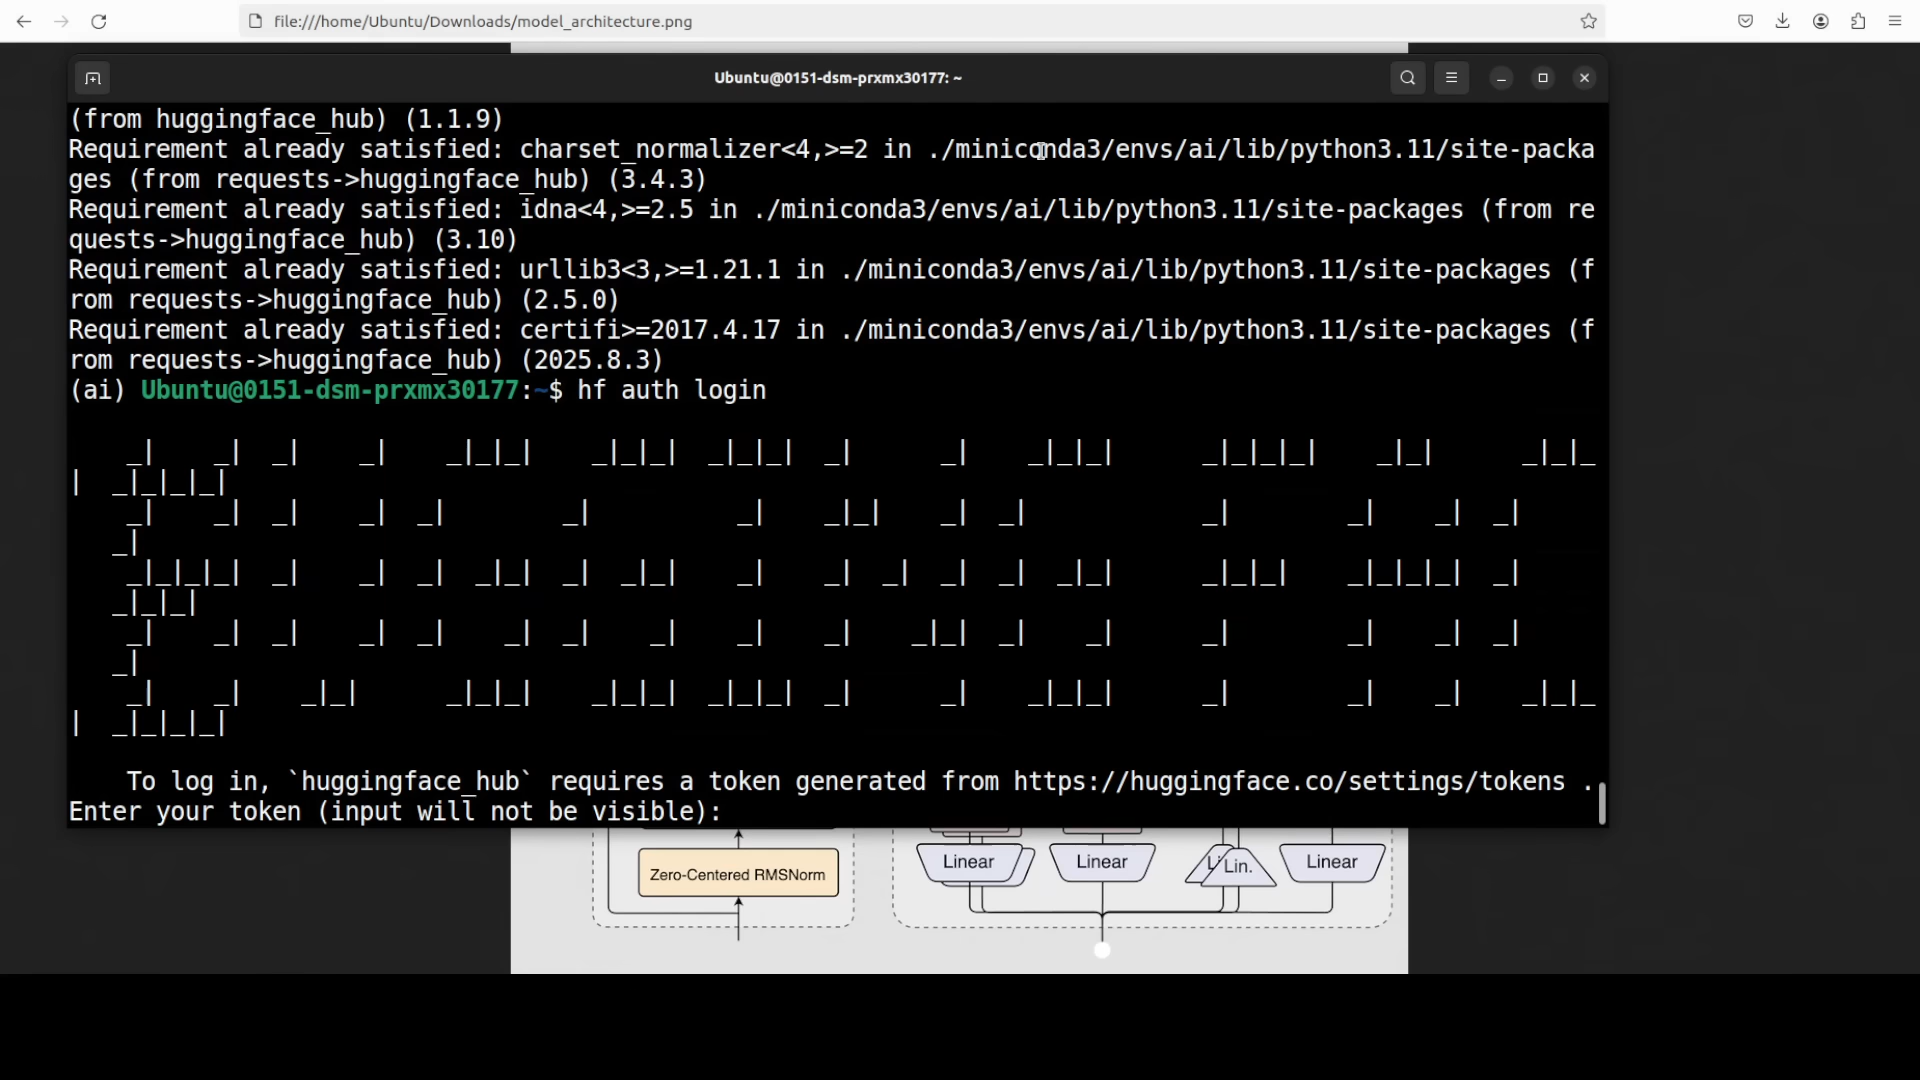 file:///home/Ubuntu/Downloads/model_architecture.png
Ubuntu@0151-dsm-prxmx30177: ~
(from huggingface_hub) (1.1.9)
Requirement already satisfied: charset_normalizer<4,>=2 in ./miniconda3/envs/ai/lib/python3.11/site-packa
ges (from requests->huggingface_hub) (3.4.3)
Requirement already satisfied: idna<4,>=2.5 in ./miniconda3/envs/ai/lib/python3.11/site-packages (from re
quests->huggingface_hub) (3.10)
Requirement already satisfied: urllib3<3,>=1.21.1 in ./miniconda3/envs/ai/lib/python3.11/site-packages (f
rom requests->huggingface_hub) (2.5.0)
Requirement already satisfied: certifi>=2017.4.17 in ./miniconda3/envs/ai/lib/python3.11/site-packages (f
rom requests->huggingface_hub) (2025.8.3)
(ai) Ubuntu@0151-dsm-prxmx30177:~$ hf auth login
To log in, `huggingface_hub` requires a token generated from https://huggingface.co/settings/tokens .
Enter your token (input will not be visible):
Linear Linear Lin. Linear
Zero-Centered RMSNorm